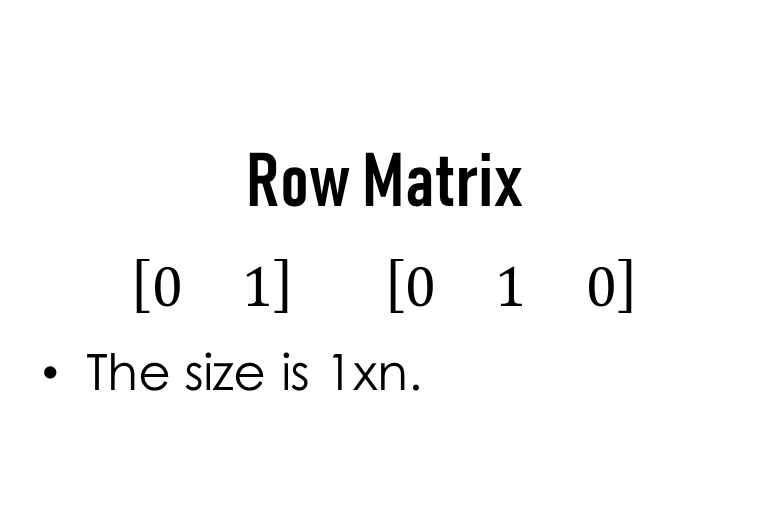 Row Matrix
[0 1] [0 1 0]
• The size is 1xn.